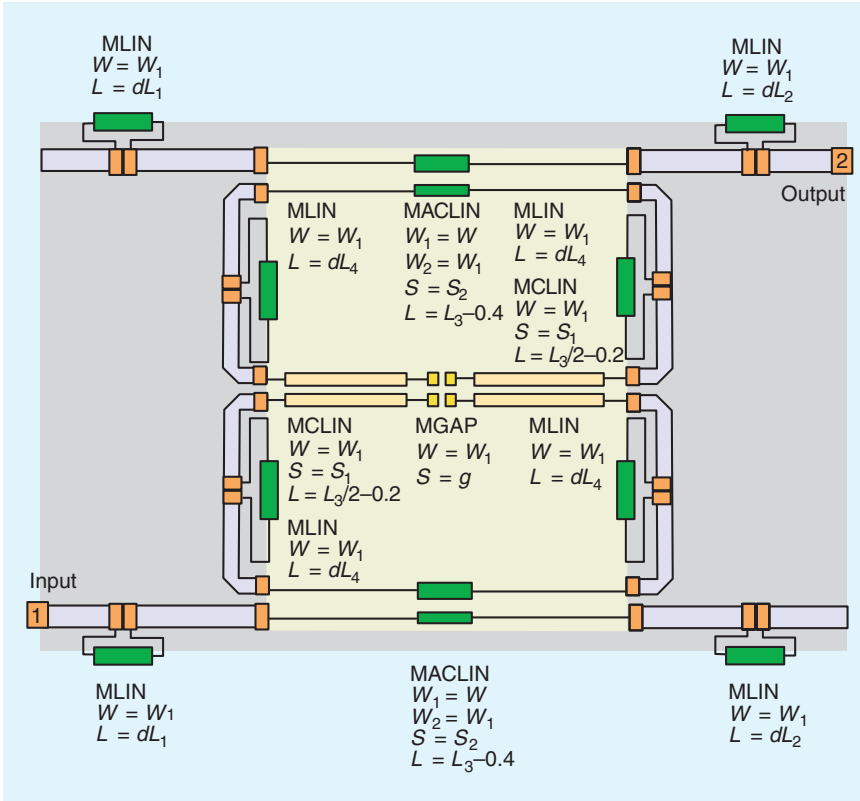 MLIN
W = W1
L = dL1
MLIN
W = W1
L = dL2
2
Output
MLIN
W = W1
L = dL4
MACLIN
W1 = W
W2 = W1
S = S2
L = L3–0.4
MLIN
W = W1
L = dL4
MCLIN
W = W1
S = S1
L = L3/2–0.2
MCLIN
W = W1
S = S1
L = L3/2–0.2
MLIN
W = W1
L = dL4
MGAP
W = W1
S = g
MLIN
W = W1
L = dL4
Input
1
MLIN
W = W1
L = dL1
MACLIN
W1 = W
W2 = W1
S = S2
L = L3–0.4
MLIN
W = W1
L = dL2